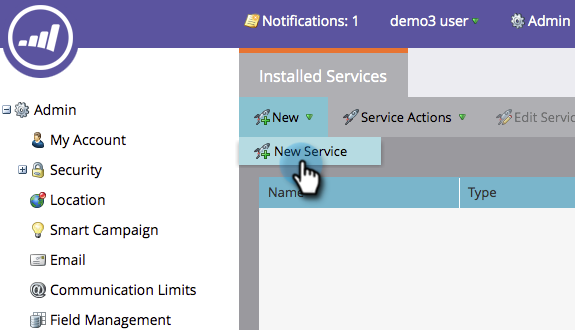 Notifications: 1 demo3 user Admin
Installed Services
New Service Actions Edit Servic
New Service
Name Type
Admin
My Account
Security
Location
Smart Campaign
Email
Communication Limits
Field Management